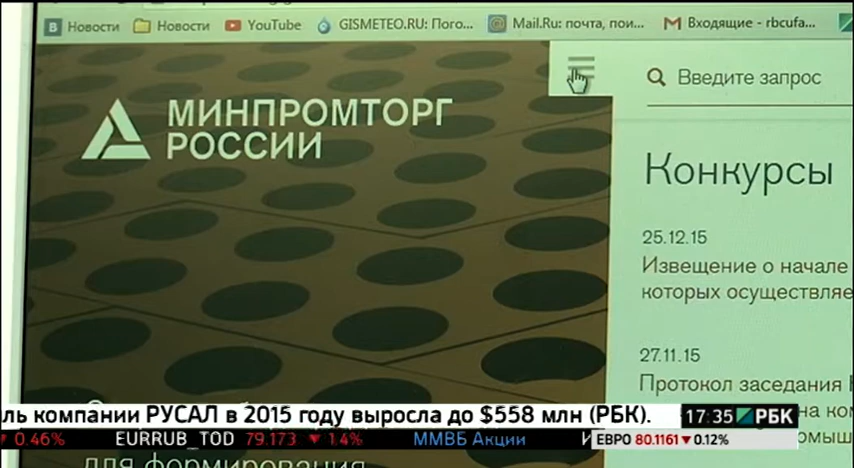 Новости
Новости
YouTube
GISMETEO.RU: Пого...
Mail.Ru: почта, пои...
Входящие - rbcufa...
МИНПРОМТОРГ
РОССИИ
Введите запрос
Конкурсы
25.12.15
Извещение о начале
которых осуществляе
27.11.15
Протокол заседания
на ко
омыш
ль компании РУСАЛ в 2015 году выросла до $558 млн (РБК).
17:35 РБК
0.46% EURRUB_TOD 79.173 ▼ 1.4% ММВБ Акции
ЕВРО 80.1161 ▼ 0.12%
для формирования